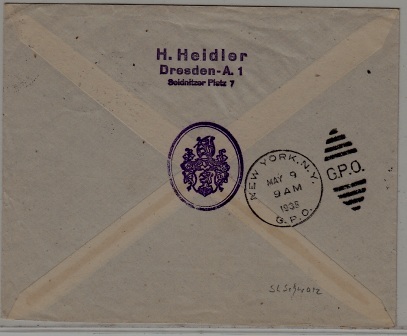 H. Heidler
Dresden-A. 1
Seidnitzer Platz 7
NEW YORK, N.Y.
MAY 9
9 AM
1939
G.P.O.
G.P.O.